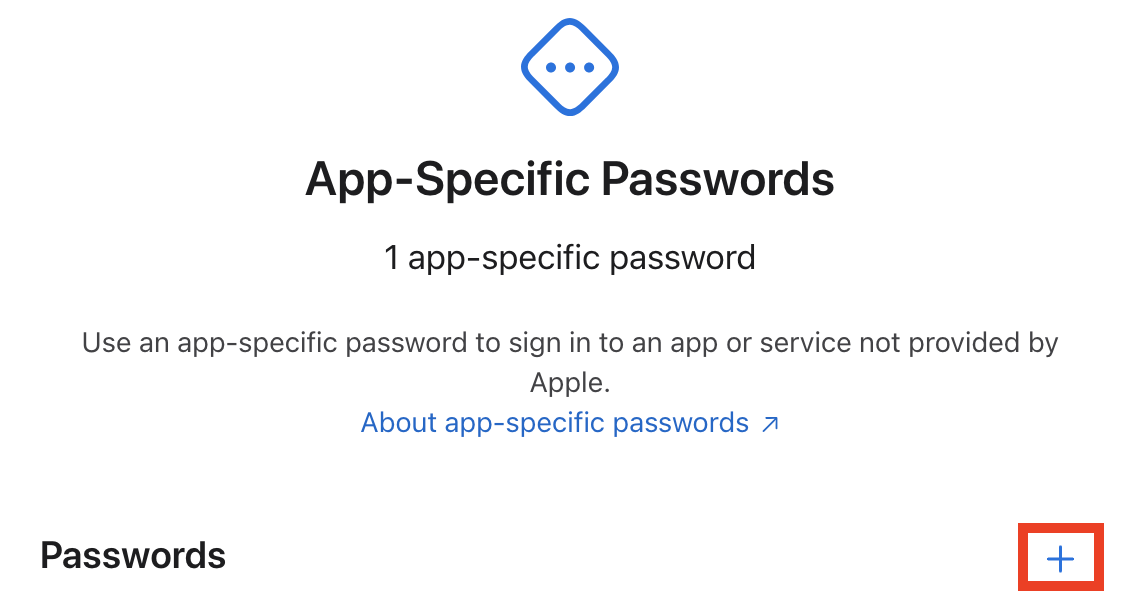 App-Specific Passwords
1 app-specific password
Use an app-specific password to sign in to an app or service not provided by
Apple.
About app-specific passwords ↗
Passwords